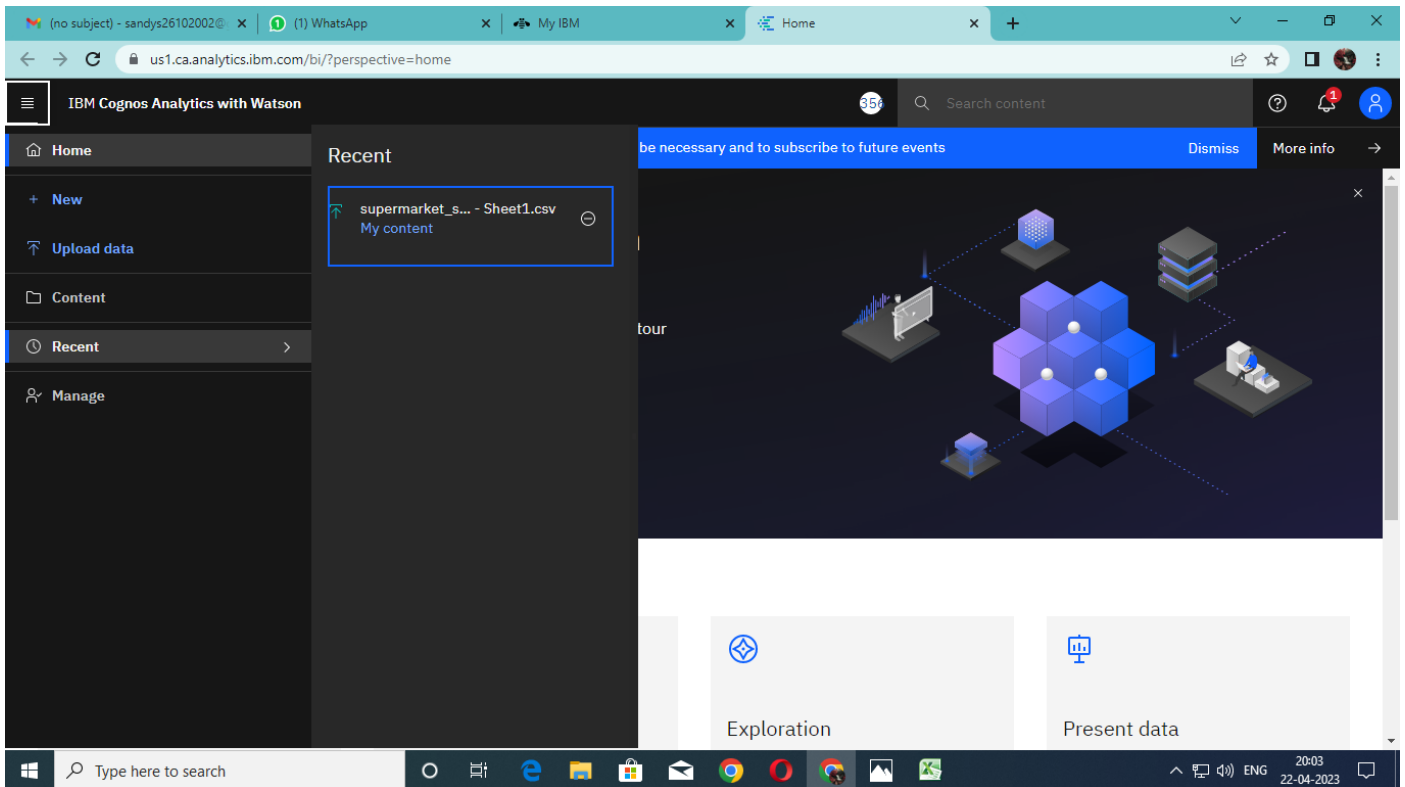 (no subject) - sandys26102002@
(1) WhatsApp
My IBM
Home
us1.ca.analytics.ibm.com/bi/?perspective=home
IBM Cognos Analytics with Watson
356
Search content
1
Home
Recent
be necessary and to subscribe to future events
Dismiss
More info
New
supermarket_s... - Sheet1.csv
My content
Upload data
Content
tour
Recent
Manage
Exploration
Present data
Type here to search
ENG
20:03
22-04-2023